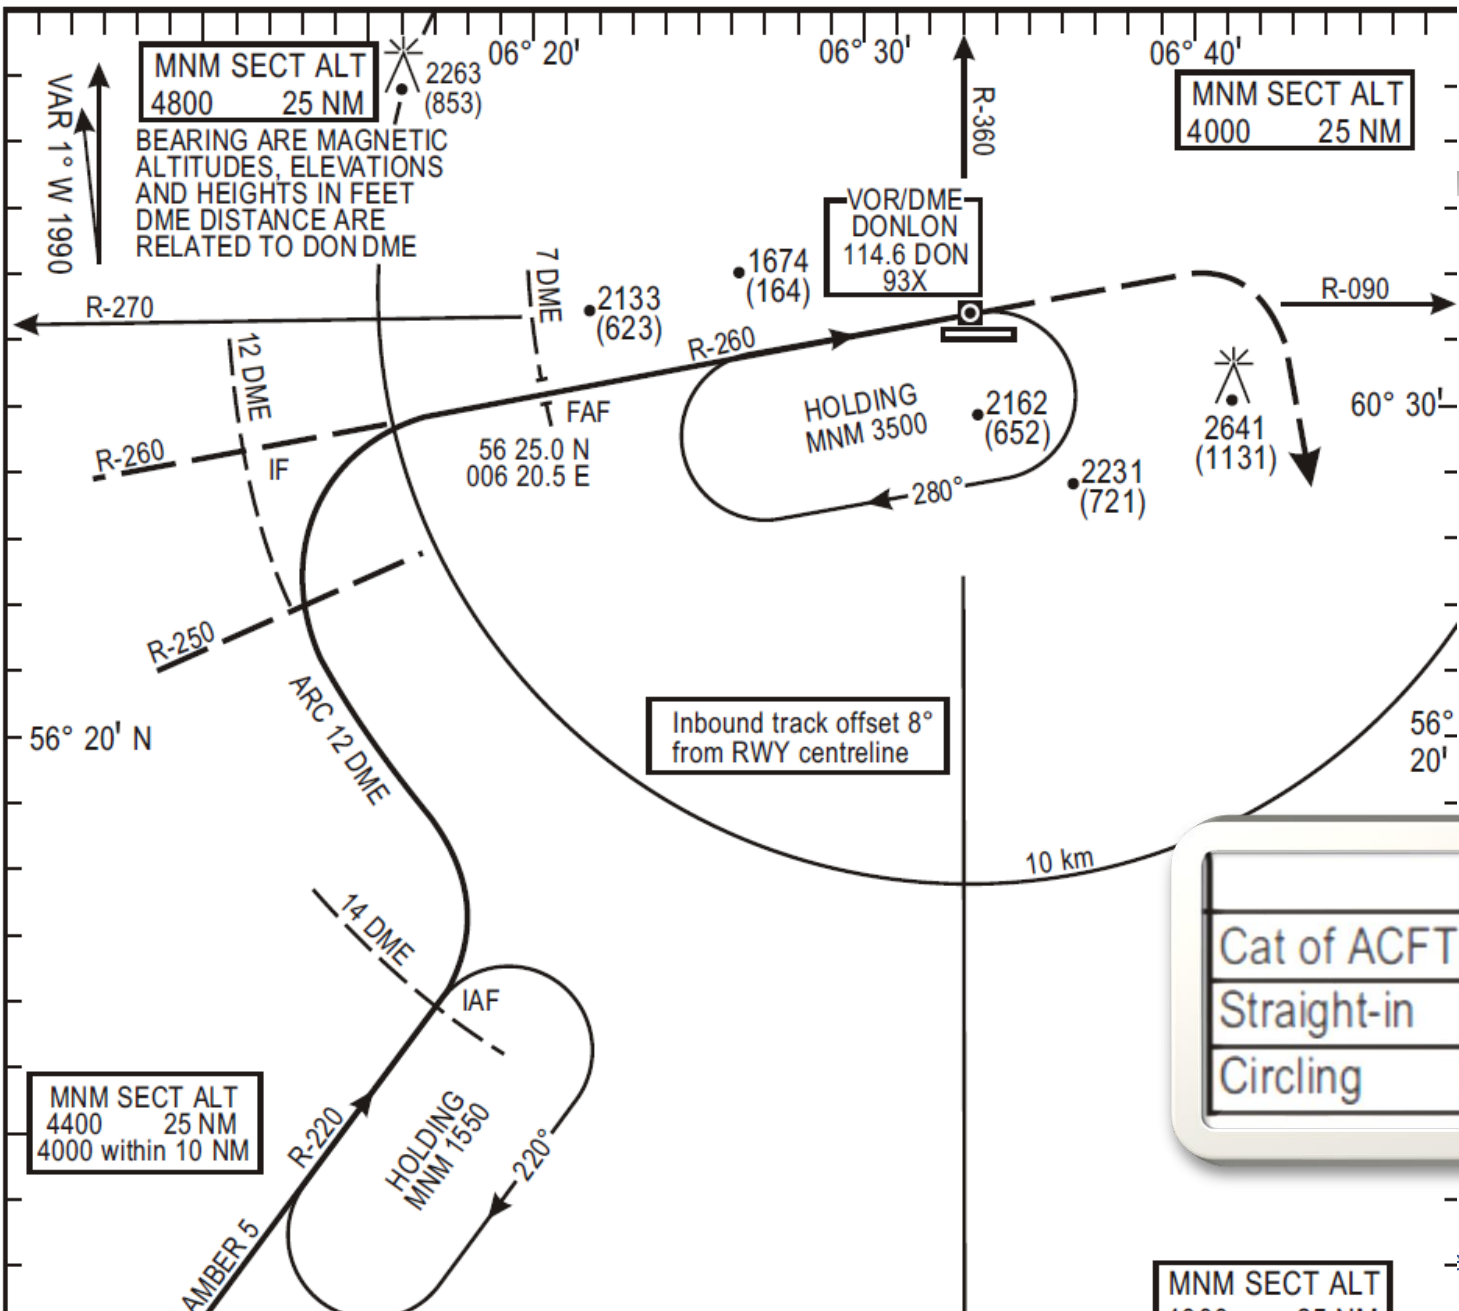 06° 20'
06° 30'
06° 40'
MNM SECT ALT
4800 25 NM
2263
(853)
MNM SECT ALT
4000 25 NM
VAR 1° W 1990
BEARING ARE MAGNETIC
ALTITUDES, ELEVATIONS
AND HEIGHTS IN FEET
DME DISTANCE ARE
RELATED TO DON DME
R-360
VOR/DME
DONLON
114.6 DON
93X
7 DME
1674
(164)
2133
(623)
R-270
R-090
12 DME
R-260
HOLDING
MNM 3500
2162
(652)
2641
(1131)
60° 30'
FAF
56 25.0 N
006 20.5 E
R-260
IF
280°
2231
(721)
R-250
ARC 12 DME
Inbound track offset 8°
from RWY centreline
56° 20' N
56°
20'
10 km
14 DME
IAF
Cat of ACFT
Straight-in
Circling
MNM SECT ALT
4400 25 NM
4000 within 10 NM
R-220
HOLDING
MNM 1550
220°
AMBER 5
MNM SECT ALT
25 NM